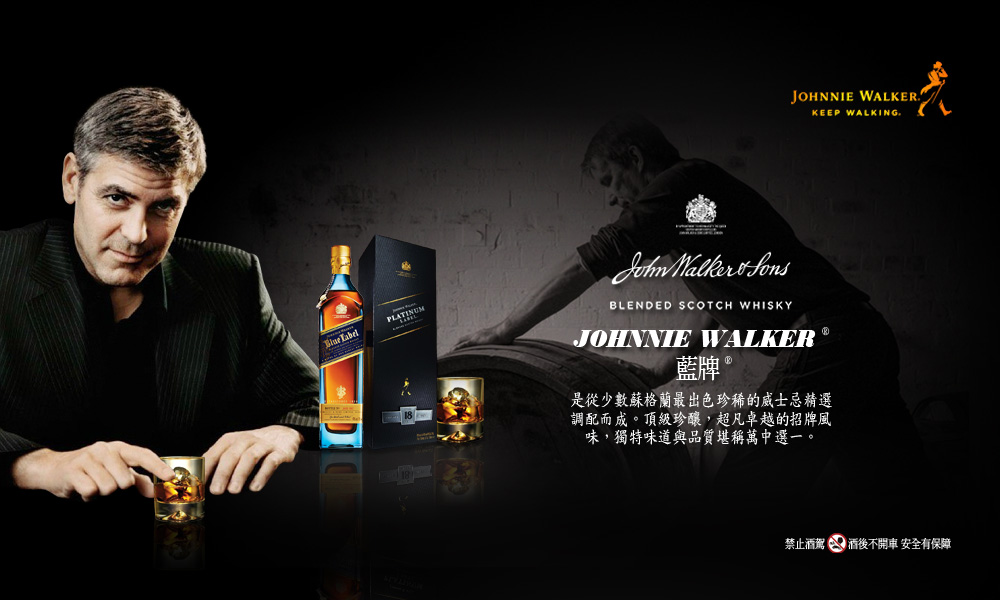 JOHNNIE WALKER.
KEEP WALKING.
John Walker & Sons
BLENDED SCOTCH WHISKY
JOHNNIE WALKER ®
藍牌 ®
是從少數蘇格蘭最出色珍稀的威士忌精選
調配而成。頂級珍釀，超凡卓越的招牌風
味，獨特味道與品質堪稱萬中選一。
Blue Label
JOHNNIE WALKER
PLATINUM
LABEL
18
禁止酒駕 酒後不開車 安全有保障